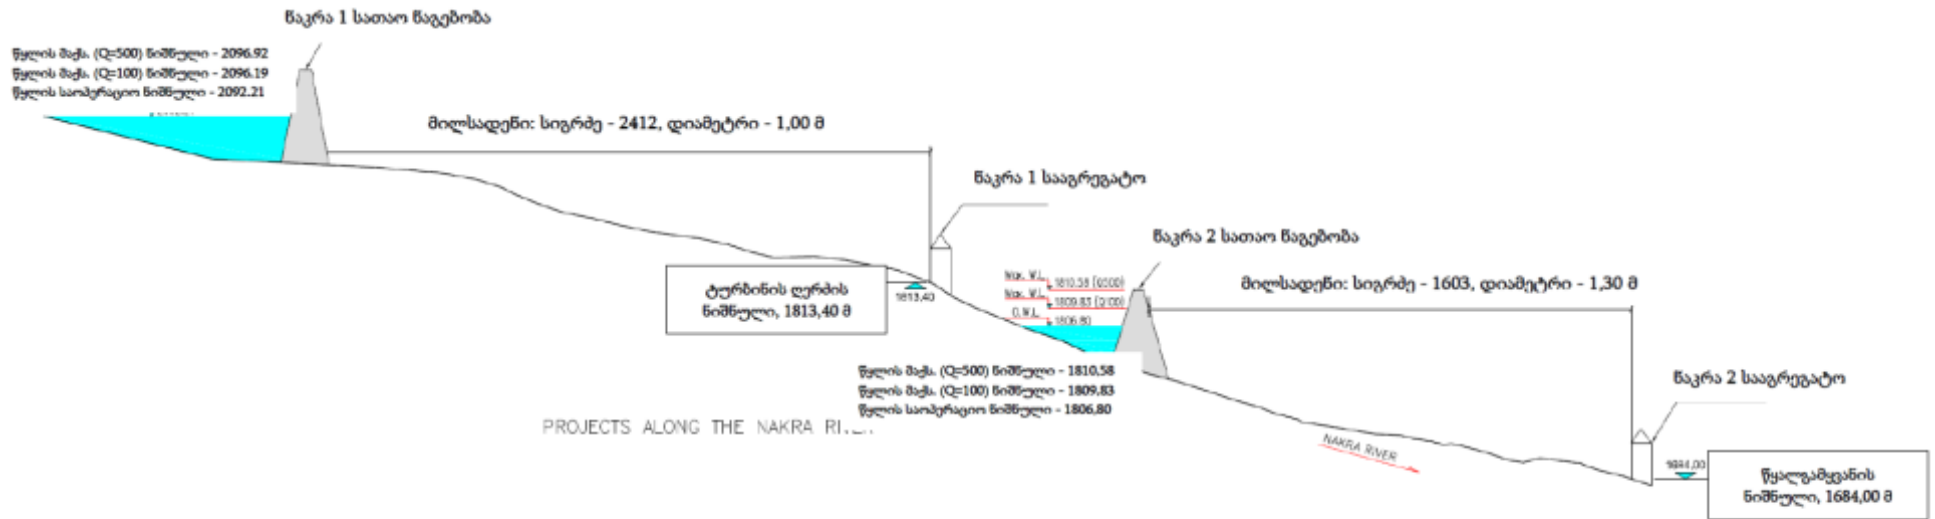 ნაკრა 1 სათაო ნაგებობა
წყლის მაქს. (Q=500) ნიშნული - 2096.92
წყლის მაქს. (Q=100) ნიშნული - 2096.19
წყლის საოპერაციო ნიშნული - 2092.21
მილსადენი: სიგრძე - 2412, დიამეტრი - 1,00 მ
ნაკრა 1 სააგრეგატო
ნაკრა 2 სათაო ნაგებობა
მილსადენი: სიგრძე - 1603, დიამეტრი - 1,30 მ
ტურბინის ღერძის
ნიშნული, 1813,40 მ
1813,40
Max. W.L. 1810.58 (Q500)
Max. W.L. 1809.83 (Q100)
O.W.L. 1806.80
წყლის მაქს. (Q=500) ნიშნული - 1810,58
წყლის მაქს. (Q=100) ნიშნული - 1809,83
წყლის საოპერაციო ნიშნული - 1806,80
ნაკრა 2 სააგრეგატო
PROJECTS ALONG THE NAKRA
NAKRA RIVER
1684,00
წყალგამყვანის
ნიშნული, 1684,00 მ